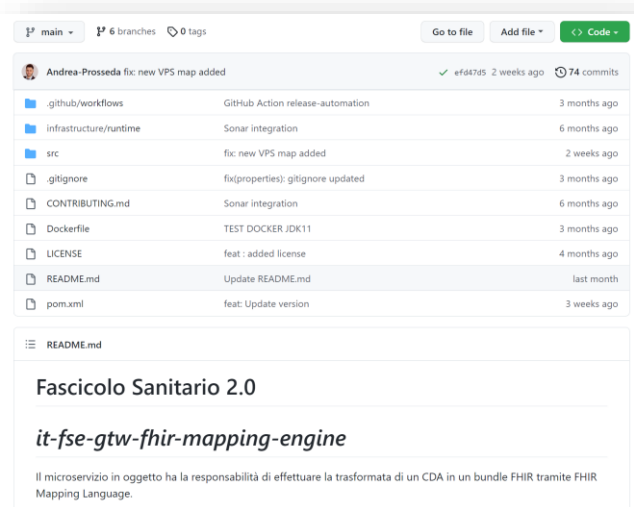 main 6 branches 0 tags Go to file Add file <> Code
Andrea-Prosseda fix: new VPS map added efd47d5 2 weeks ago 74 commits
.github/workflows GitHub Action release-automation 3 months ago
infrastructure/runtime Sonar integration 6 months ago
src fix: new VPS map added 2 weeks ago
.gitignore fix(properties): gitignore updated 3 months ago
CONTRIBUTING.md Sonar integration 6 months ago
Dockerfile TEST DOCKER JDK11 3 months ago
LICENSE feat : added license 4 months ago
README.md Update README.md last month
pom.xml feat: Update version 3 weeks ago
README.md
Fascicolo Sanitario 2.0
it-fse-gtw-fhir-mapping-engine
Il microservizio in oggetto ha la responsabilità di effettuare la trasformata di un CDA in un bundle FHIR tramite FHIR
Mapping Language.